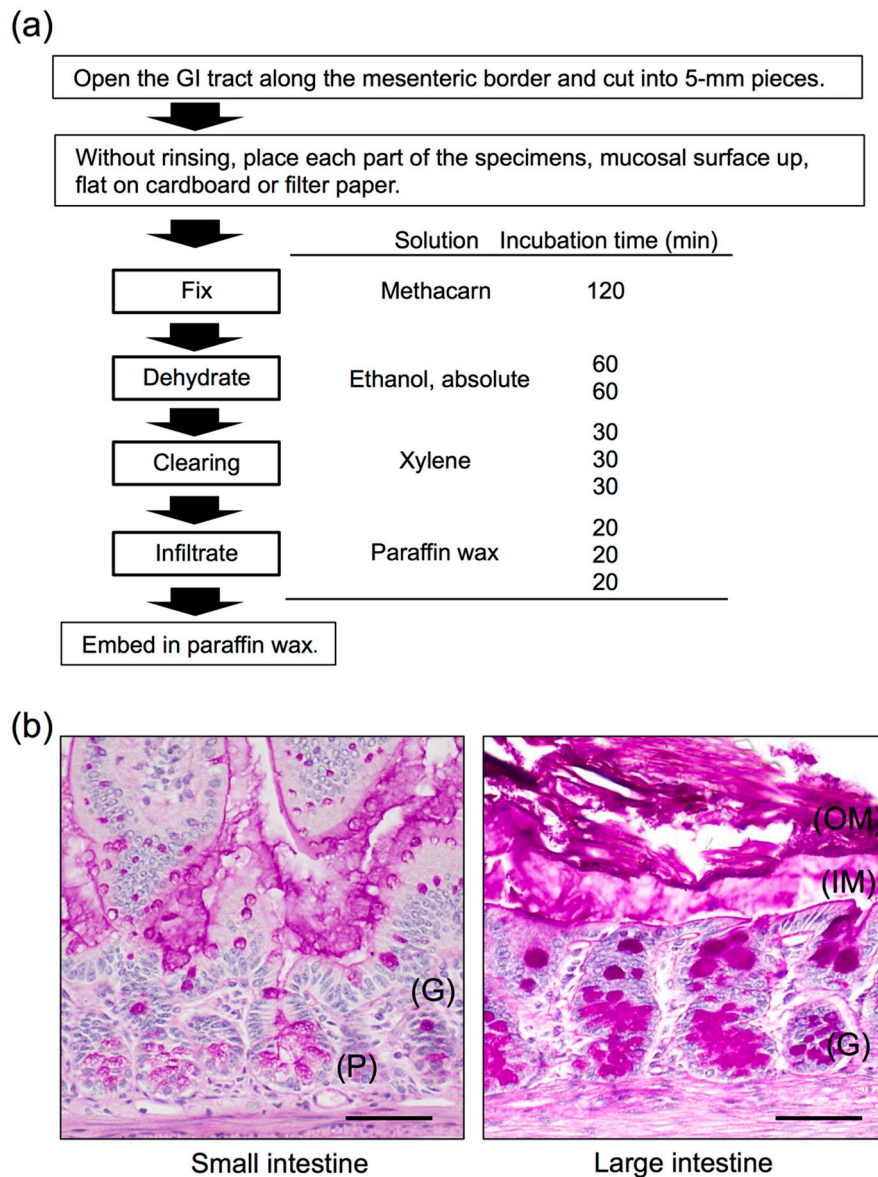 (a)
Open the GI tract along the mesenteric border and cut into 5-mm pieces.
Without rinsing, place each part of the specimens, mucosal surface up,
flat on cardboard or filter paper.
Solution Incubation time (min)
Fix Methacarn 120
Dehydrate Ethanol, absolute 60
60
Clearing Xylene 30
30
30
Infiltrate Paraffin wax 20
20
20
Embed in paraffin wax.
(b)
(G)
(P)
(OM)
(IM)
(G)
Small intestine
Large intestine